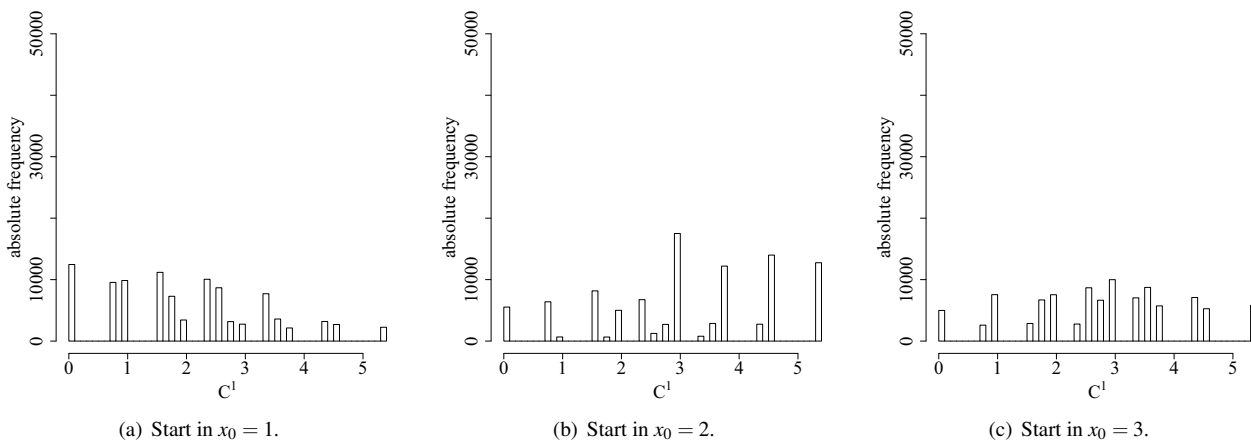 absolute frequency
0 10000 30000 50000
0 1 2 3 4 5
C¹
(a) Start in x₀ = 1.
absolute frequency
0 10000 30000 50000
0 1 2 3 4 5
C¹
(b) Start in x₀ = 2.
absolute frequency
0 10000 30000 50000
0 1 2 3 4 5
C¹
(c) Start in x₀ = 3.